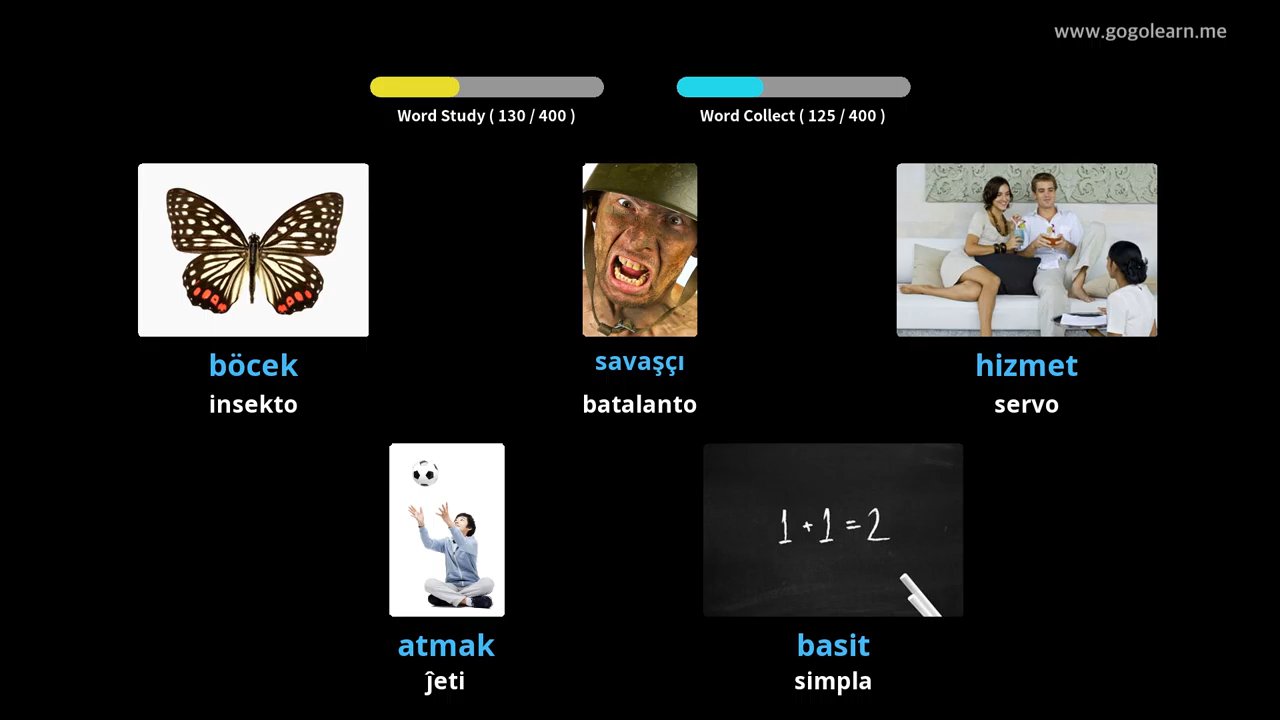 www.gogolearn.me
Word Study ( 130 / 400 )
Word Collect ( 125 / 400 )
böcek
insekto
savaşçı
batalanto
hizmet
servo
1 + 1 = 2
atmak
ĵeti
basit
simpla